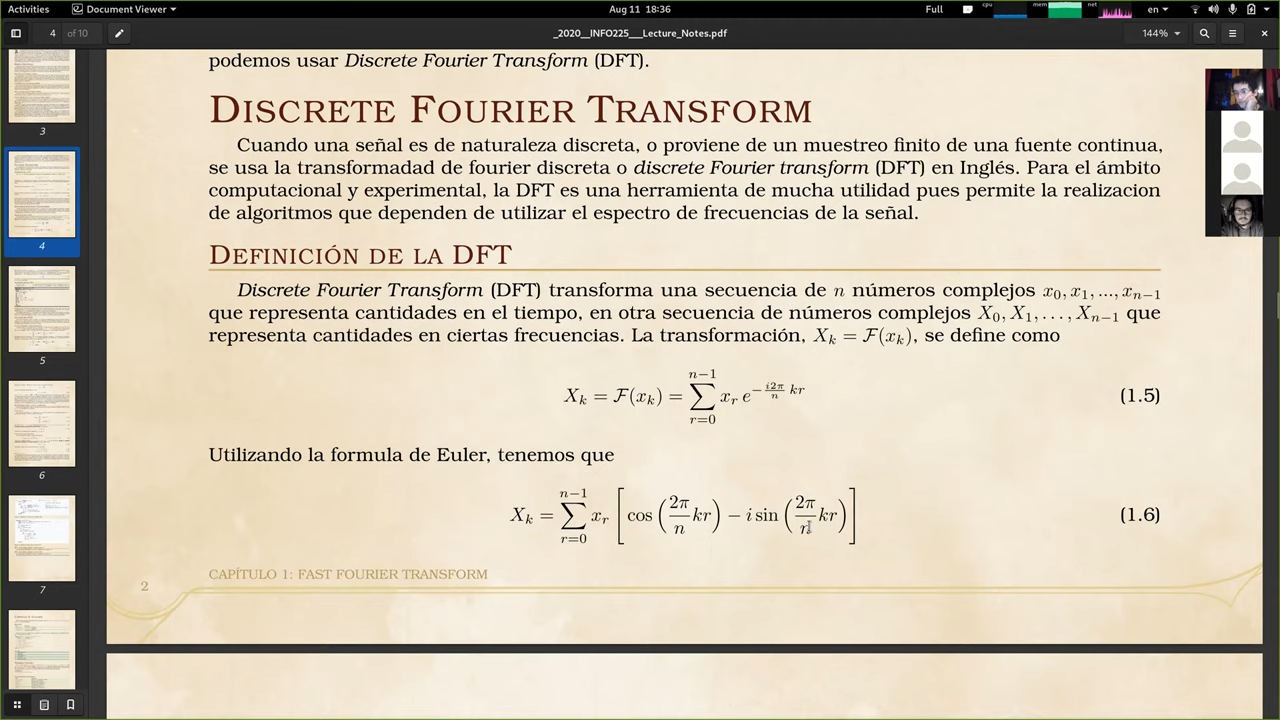 Activities Document Viewer Aug 11 18:36 Full cpu mem net en
4 of 10 _2020__INFO225__Lecture_Notes.pdf 144%
podemos usar Discrete Fourier Transform (DFT).
DISCRETE FOURIER TRANSFORM
Cuando una señal es de naturaleza discreta, o proviene de un muestreo finito de una fuente continua,
se usa la transformada de Fourier discreta o discrete Fourier transform (DFT) en Inglés. Para el ámbito
computacional y experimental, la DFT es una herramienta de mucha utilidad pues permite la realizacion
de algoritmos que dependen de utilizar el espectro de frecuencias de la señal.
DEFINICIÓN DE LA DFT
Discrete Fourier Transfrom (DFT) transforma una secuencia de n números complejos x₀, x₁, ..., xₙ₋₁
que representa cantidades en el tiempo, en otra secuencia de números complejos X₀, X₁, . . . , Xₙ₋₁ que
representa cantidades en ciertas frecuencias. La transformación, Xₖ = ℱ(xₖ), se define como
Xₖ = ℱ(xₖ) = ∑_{r=0}^{n−1} xᵣ e^{−(i2π/n) kr} (1.5)
Utilizando la formula de Euler, tenemos que
Xₖ = ∑_{r=0}^{n−1} xᵣ [cos(2π/n kr) − i sin(2π/n kr)] (1.6)
CAPÍTULO 1: FAST FOURIER TRANSFORM
2
3
4
5
6
7